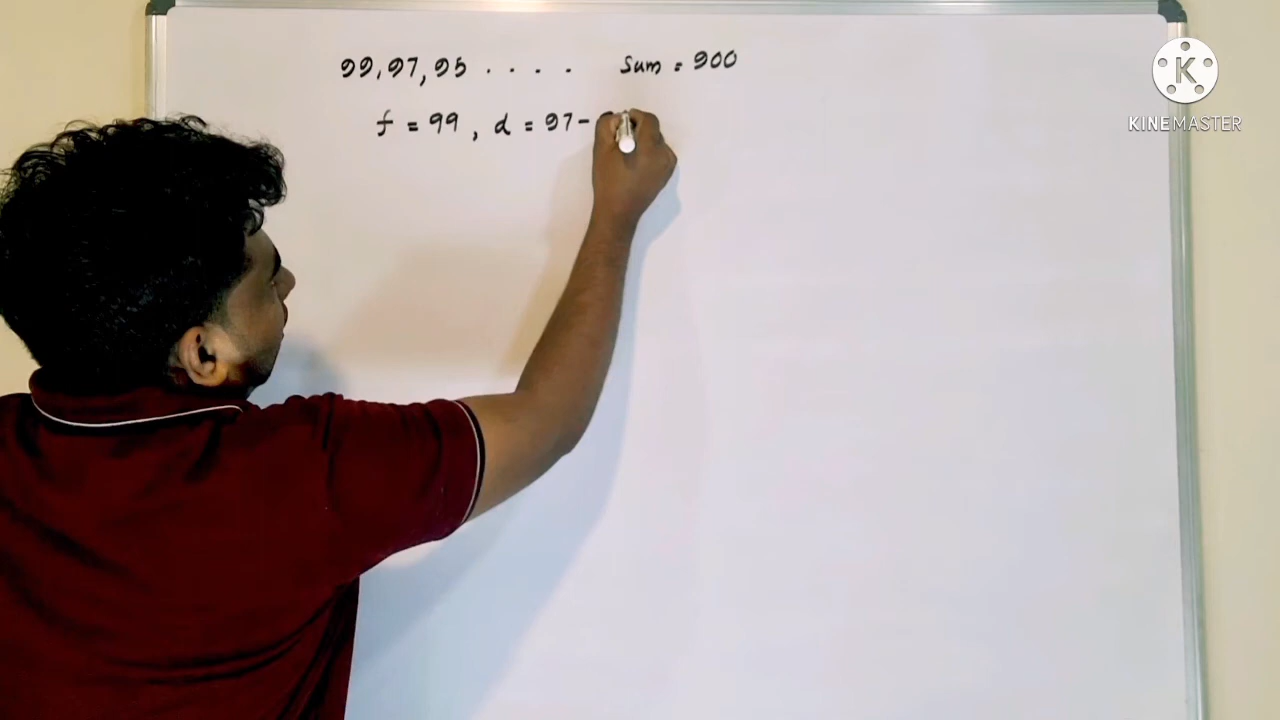 99, 97, 95 . . . . Sum = 900
f = 99 , d = 97 -
K
KINEMASTER